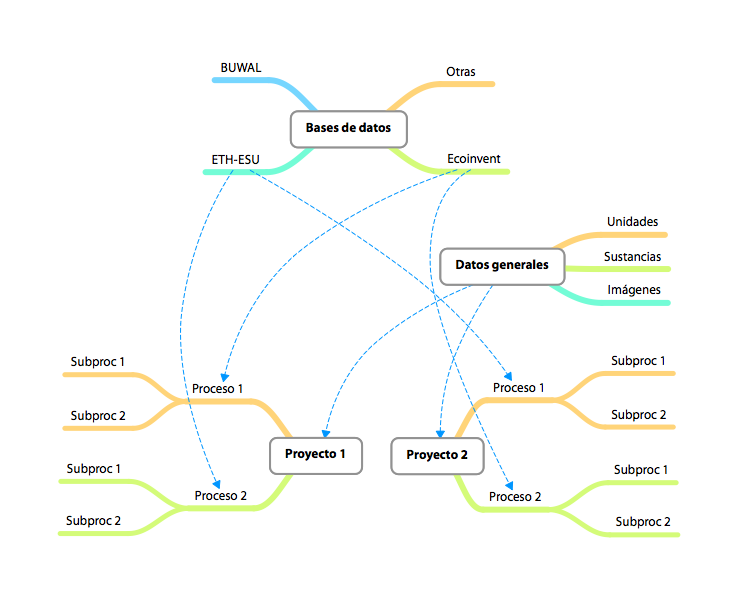 BUWAL
Otras
Bases de datos
ETH-ESU
Ecoinvent
Unidades
Datos generales
Sustancias
Imágenes
Subproc 1
Proceso 1
Subproc 2
Proyecto 1
Subproc 1
Proceso 2
Subproc 2
Subproc 1
Proceso 1
Subproc 2
Proyecto 2
Subproc 1
Proceso 2
Subproc 2